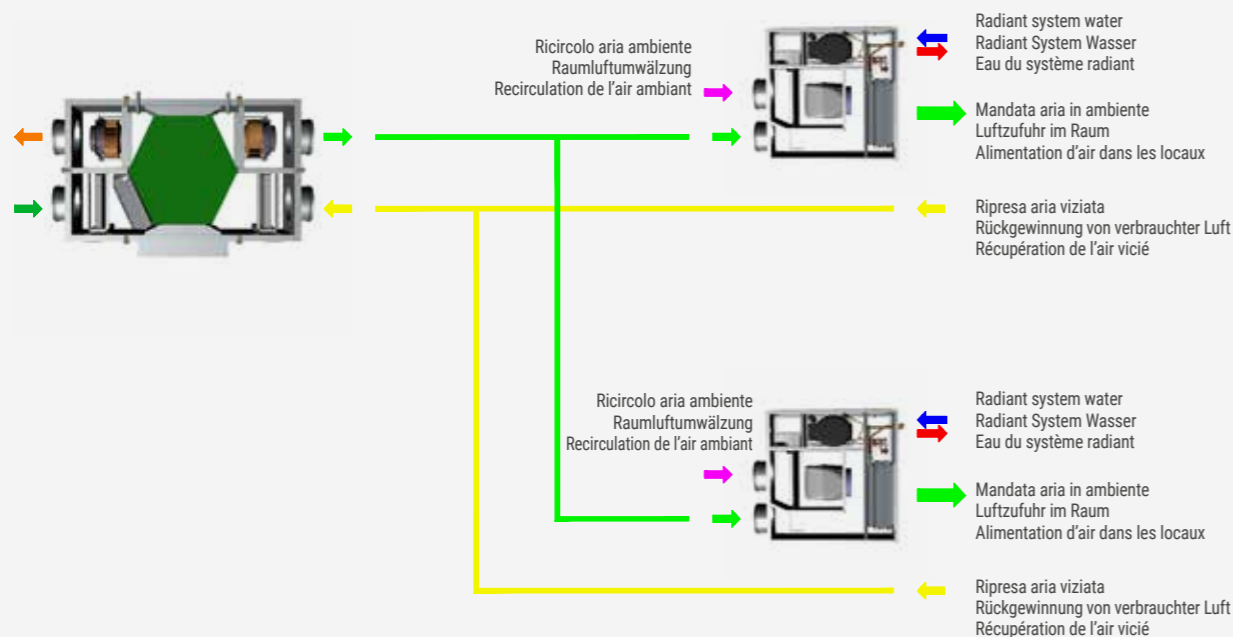 Ricircolo aria ambiente
Raumluftumwälzung
Recirculation de l'air ambiant
Radiant system water
Radiant System Wasser
Eau du système radiant
Mandata aria in ambiente
Luftzufuhr im Raum
Alimentation d'air dans les locaux
Ripresa aria viziata
Rückgewinnung von verbrauchter Luft
Récupération de l'air vicié
Ricircolo aria ambiente
Raumluftumwälzung
Recirculation de l'air ambiant
Radiant system water
Radiant System Wasser
Eau du système radiant
Mandata aria in ambiente
Luftzufuhr im Raum
Alimentation d'air dans les locaux
Ripresa aria viziata
Rückgewinnung von verbrauchter Luft
Récupération de l'air vicié